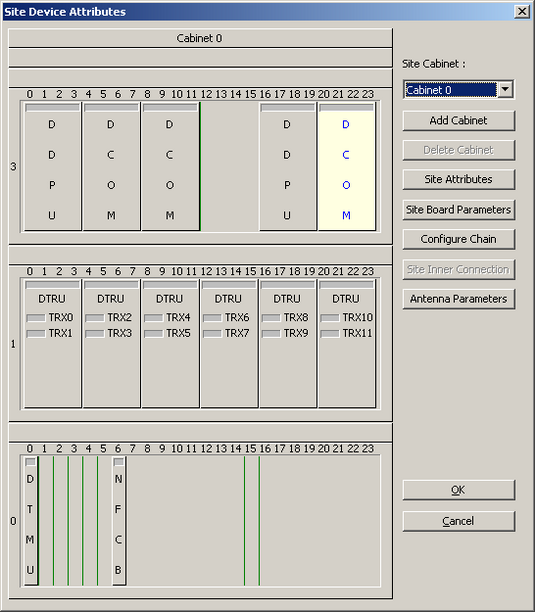 Site Device Attributes
Cabinet 0
Site Cabinet :
Cabinet 0
Add Cabinet
Delete Cabinet
Site Attributes
Site Board Parameters
Configure Chain
Site Inner Connection
Antenna Parameters
OK
Cancel
0 1 2 3 4 5 6 7 8 9 10 11 12 13 14 15 16 17 18 19 20 21 22 23
D D D D D
D C C D C
3
P O O P O
U M M U M
0 1 2 3 4 5 6 7 8 9 10 11 12 13 14 15 16 17 18 19 20 21 22 23
DTRU DTRU DTRU DTRU DTRU DTRU
TRX0 TRX2 TRX4 TRX6 TRX8 TRX10
TRX1 TRX3 TRX5 TRX7 TRX9 TRX11
1
0 1 2 3 4 5 6 7 8 9 10 11 12 13 14 15 16 17 18 19 20 21 22 23
D N
T F
0
M C
U B